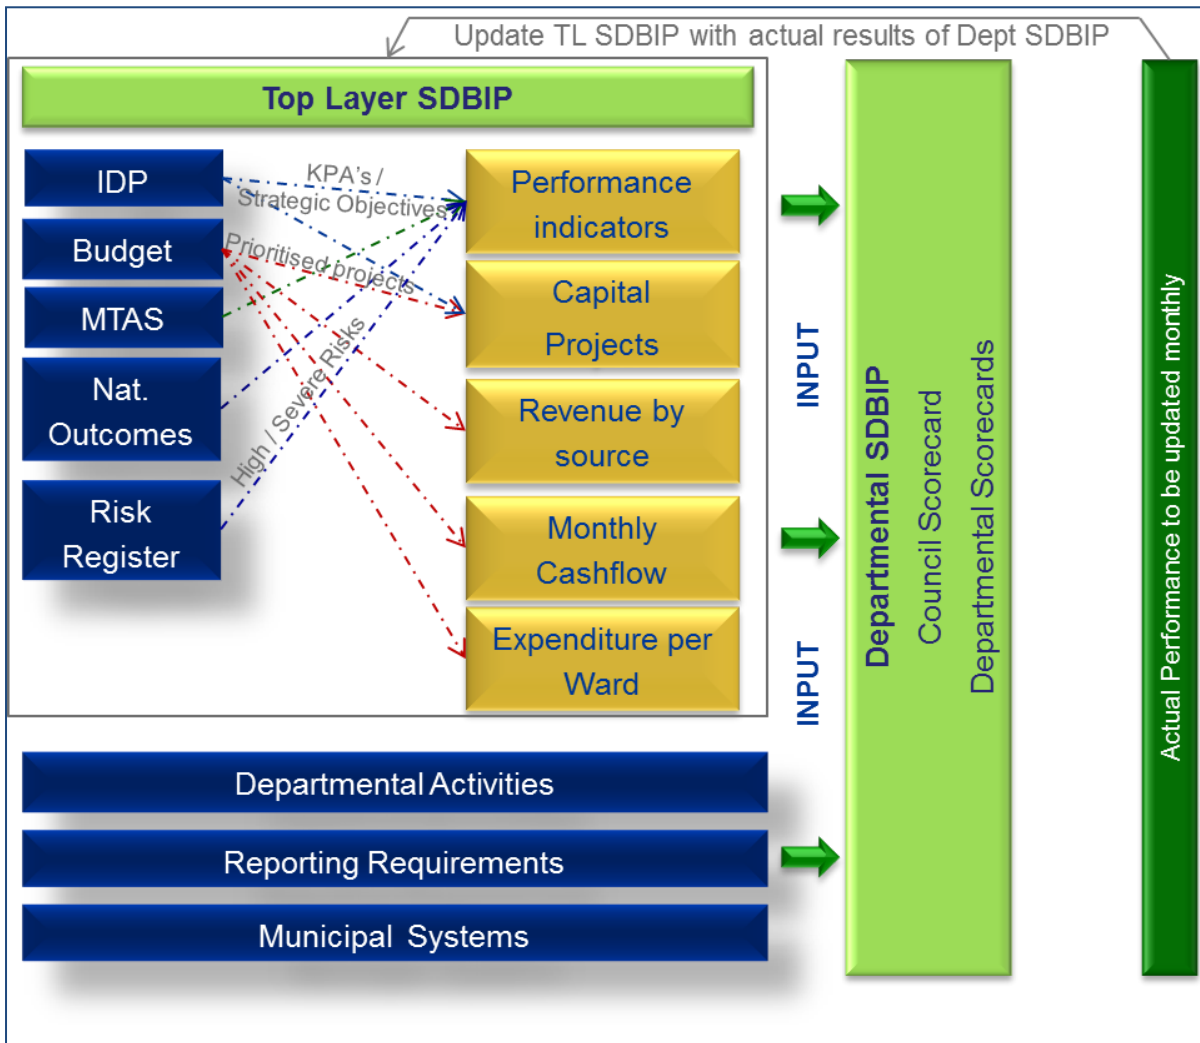 Update TL SDBIP with actual results of Dept SDBIP
Top Layer SDBIP
IDP
Budget
MTAS
Nat.
Outcomes
Risk
Register
KPA's /
Strategic Objectives
Prioritised projects
High / Severe Risks
Performance
indicators
Capital
Projects
Revenue by
source
Monthly
Cashflow
Expenditure per
Ward
INPUT
INPUT
Departmental SDBIP
Council Scorecard
Departmental Scorecards
Actual Performance to be updated monthly
Departmental Activities
Reporting Requirements
Municipal Systems